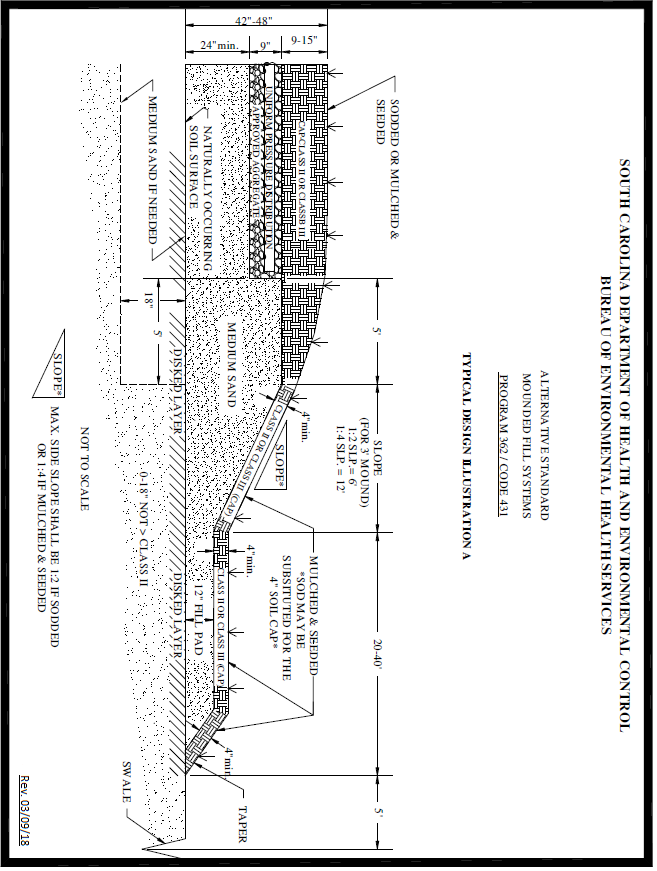 SOUTH CAROLINA DEPARTMENT OF HEALTH AND ENVIRONMENTAL CONTROL
BUREAU OF ENVIRONMENTAL HEALTH SERVICES
ALTERNATIVE STANDARD
MOUNDED FILL SYSTEMS
PROGRAM 362 / CODE 431
TYPICAL DESIGN ILLUSTRATION A
SODDED OR MULCHED &
SEEDED
5'
SLOPE
(FOR 3' MOUND)
1:2 SLP. = 6'
1:4 SLP. = 12'
20-40'
5'
42"-48"
9-15"
9"
24"min.
CAP CLASS II OR CLASSB III
UNIFORM PRESSURE DISTRIBUTION
APPROVED AGGREGATE
4"min.
SLOPE*
CLASS II OR CLASS III (CAP)
MULCHED & SEEDED
*SOD MAY BE
SUBSITUTED FOR THE
4" SOIL CAP*
4"min.
CLASS II OR CLASS III (CAP)
12" FILL PAD
4"min.
TAPER
MEDIUM SAND
NATURALLY OCCURRING
SOIL SURFACE
DISKED LAYER
DISKED LAYER
18"
5'
0-18" NOT > CLASS II
MEDIUM SAND IF NEEDED
SWALE
NOT TO SCALE
SLOPE*
MAX. SIDE SLOPE SHALL BE 1:2 IF SODDED
OR 1:4 IF MULCHED & SEEDED
Rev. 03/09/18